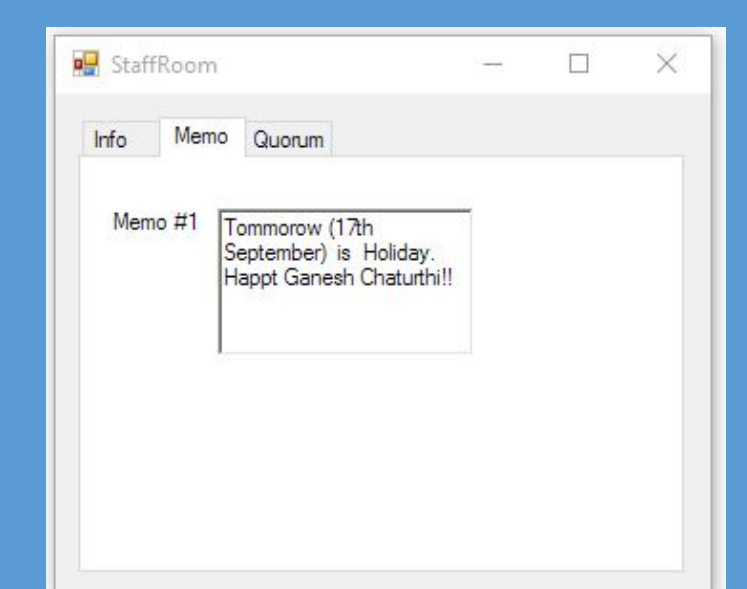 StaffRoom
Info Memo Quorum
Memo #1
Tommorow (17th
September) is Holiday.
Happt Ganesh Chaturthi!!